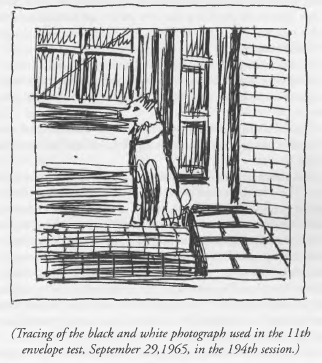 (Tracing of the black and white photograph used in the 11th
envelope test, September 29,1965, in the 194th session.)